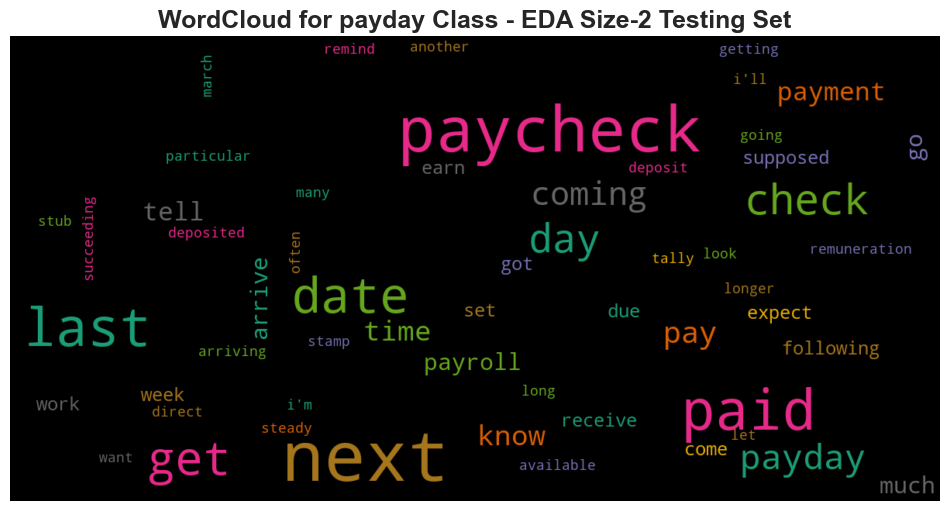 WordCloud for payday Class - EDA Size-2 Testing Set
remind
another
getting
march
i'll
payment
paycheck
going
go
particular
earn
deposit
supposed
many
coming
check
stub
succeeding
tell
deposited
often
day
got
tally
look
remuneration
arrive
date
last
set
due
longer
expect
time
pay
stamp
following
arriving
payroll
work
week
direct
i'm
long
receive
paid
steady
know
let
come
want
get
next
available
payday
much